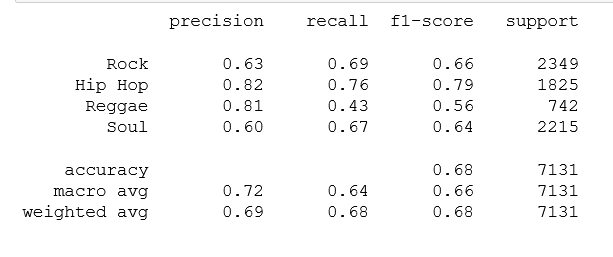 precision recall f1-score support
Rock 0.63 0.69 0.66 2349
Hip Hop 0.82 0.76 0.79 1825
Reggae 0.81 0.43 0.56 742
Soul 0.60 0.67 0.64 2215
accuracy 0.68 7131
macro avg 0.72 0.64 0.66 7131
weighted avg 0.69 0.68 0.68 7131